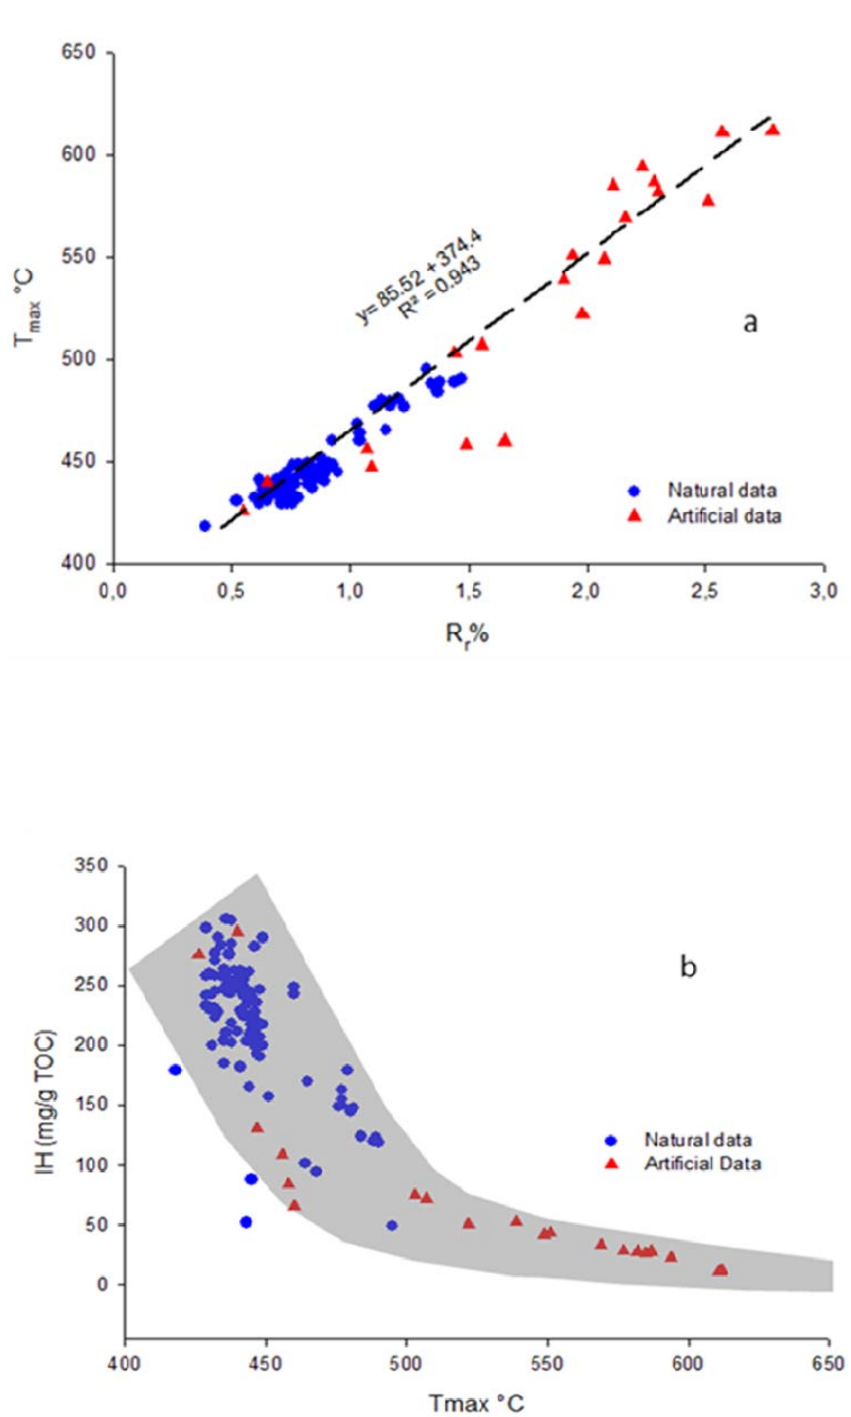 650
600
550
500
450
400
T_max °C
y= 85.52 + 374.4
R² = 0.943
a
Natural data
Artificial data
0,0 0,5 1,0 1,5 2,0 2,5 3,0
R_r%
350
300
250
200
150
100
50
0
IH (mg/g TOC)
b
Natural data
Artificial Data
400 450 500 550 600 650
Tmax °C